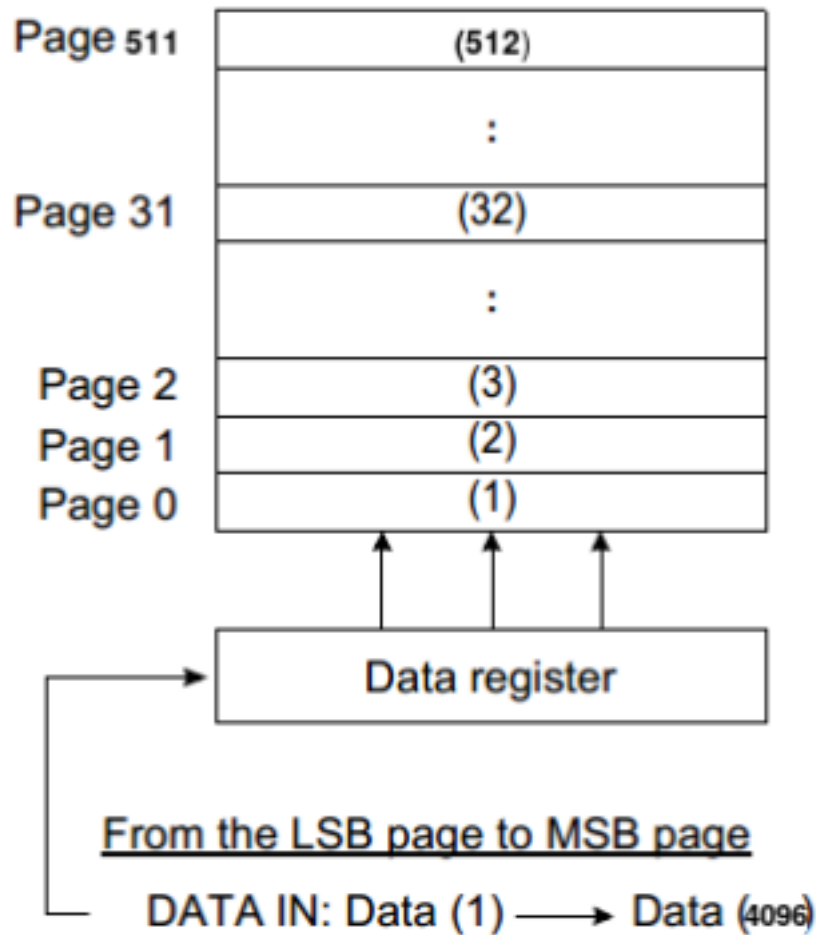 Page 511 (512)
:
Page 31 (32)
:
Page 2 (3)
Page 1 (2)
Page 0 (1)
Data register
From the LSB page to MSB page
DATA IN: Data (1) → Data (4096)